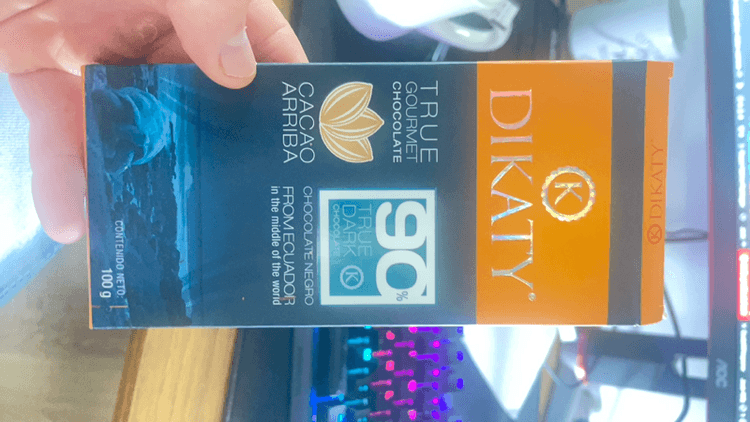 DIKATY
K
DIKATY®
K
TRUE
GOURMET
CHOCOLATE
CACAO
ARRIBA
90%
TRUE
DARK
CHOCOLATE
K
CHOCOLATE NEGRO
FROM ECUADOR
in the middle of the world
CONTENIDO NETO:
100 g
AOC